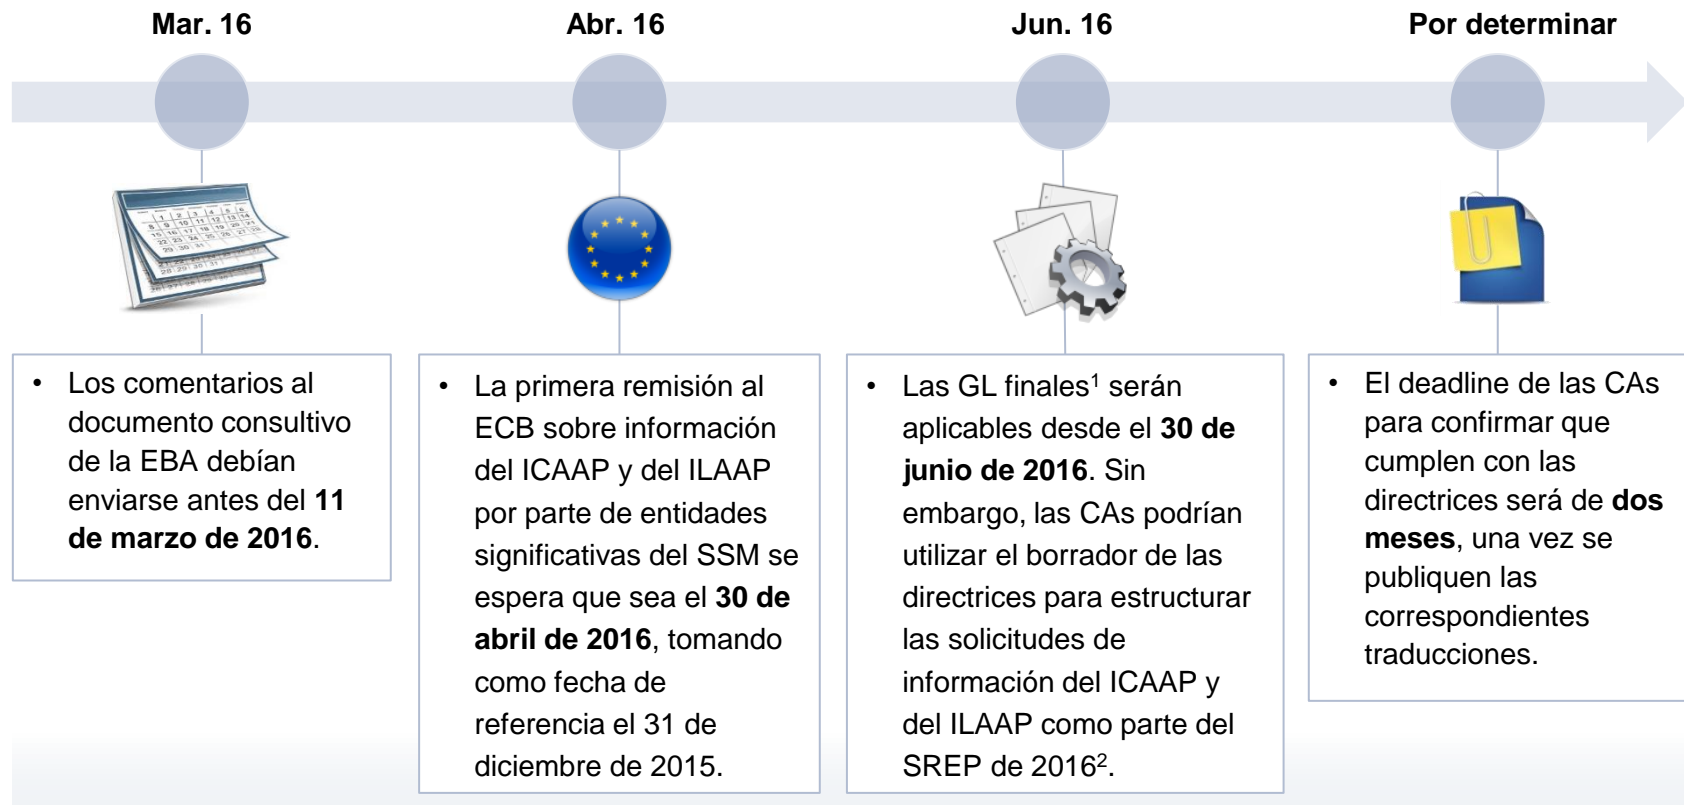 Mar. 16
Abr. 16
Jun. 16
Por determinar
• Los comentarios al
documento consultivo
de la EBA debían
enviarse antes del 11
de marzo de 2016.
• La primera remisión al
ECB sobre información
del ICAAP y del ILAAP
por parte de entidades
significativas del SSM se
espera que sea el 30 de
abril de 2016, tomando
como fecha de
referencia el 31 de
diciembre de 2015.
• Las GL finales¹ serán
aplicables desde el 30 de
junio de 2016. Sin
embargo, las CAs podrían
utilizar el borrador de las
directrices para estructurar
las solicitudes de
información del ICAAP y
del ILAAP como parte del
SREP de 2016².
• El deadline de las CAs
para confirmar que
cumplen con las
directrices será de dos
meses, una vez se
publiquen las
correspondientes
traducciones.